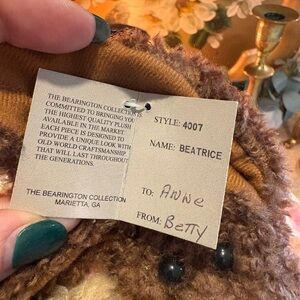 THE BEARINGTON COLLECTION
COMMITTED TO BRINGING YOU
THE HIGHEST QUALITY PLUSH
AVAILABLE IN THE MARKET
EACH PIECE IS DESIGNED TO
PROVIDE A UNIQUE LOOK WITH
OLD WORLD CRAFTSMANSHIP
THAT WILL LAST THROUGHOUT
THE GENERATIONS.
THE BEARINGTON COLLECTION
MARIETTA, GA
STYLE: 4007
NAME: BEATRICE
TO: ANNE
FROM: BETTY